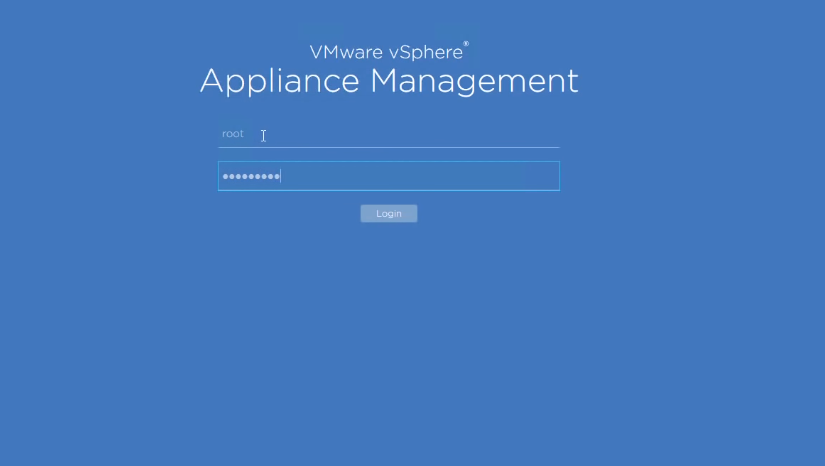 VMware vSphere®
Appliance Management
root
•••••••••
Login